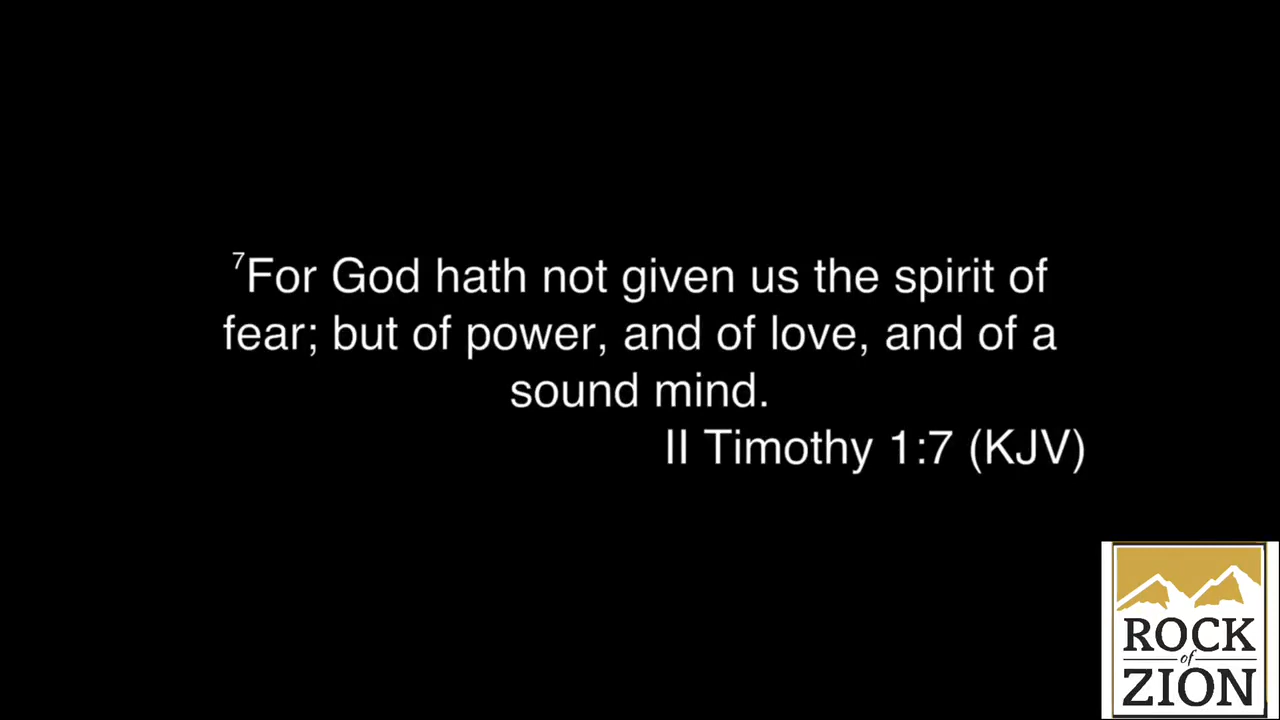 ⁷For God hath not given us the spirit of
fear; but of power, and of love, and of a
sound mind.
II Timothy 1:7 (KJV)
ROCK
of
ZION